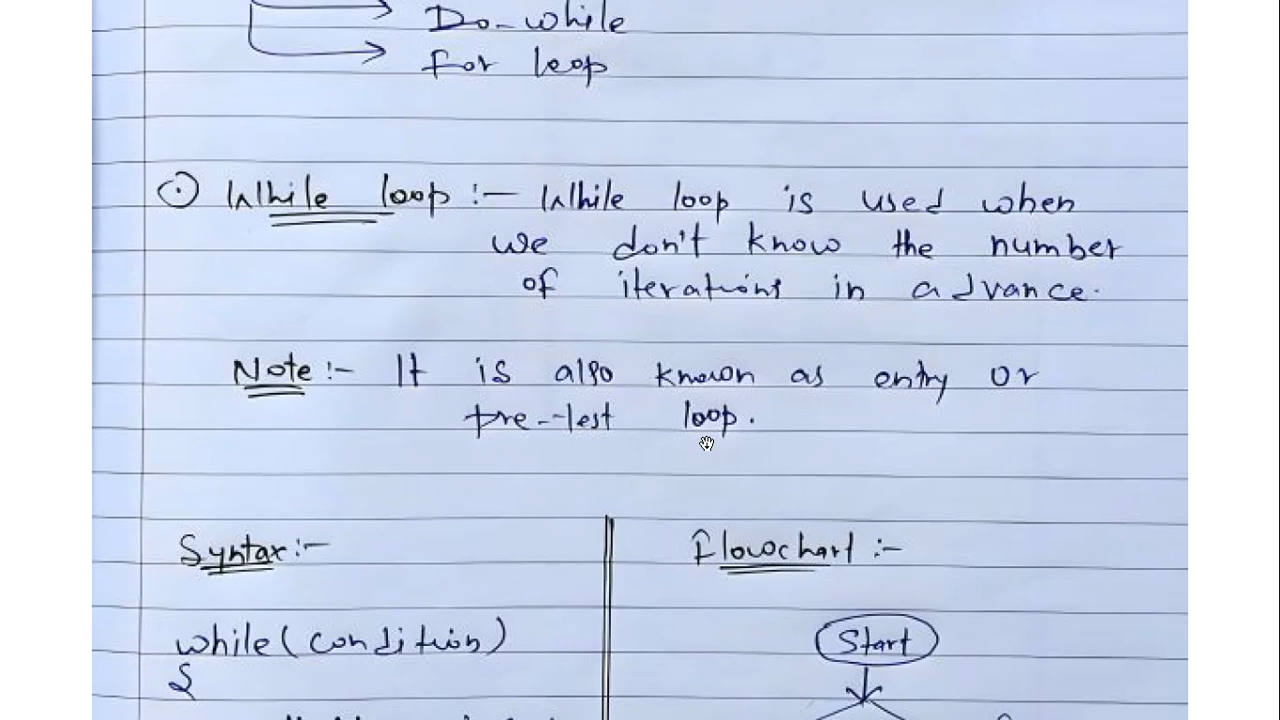 Do-while
For loop
While loop :- While loop is used when
we don't know the number
of iterations in advance.
Note :- It is also known as entry or
pre-test loop.
Syntax :-
Flowchart :-
while (condition)
Start
{